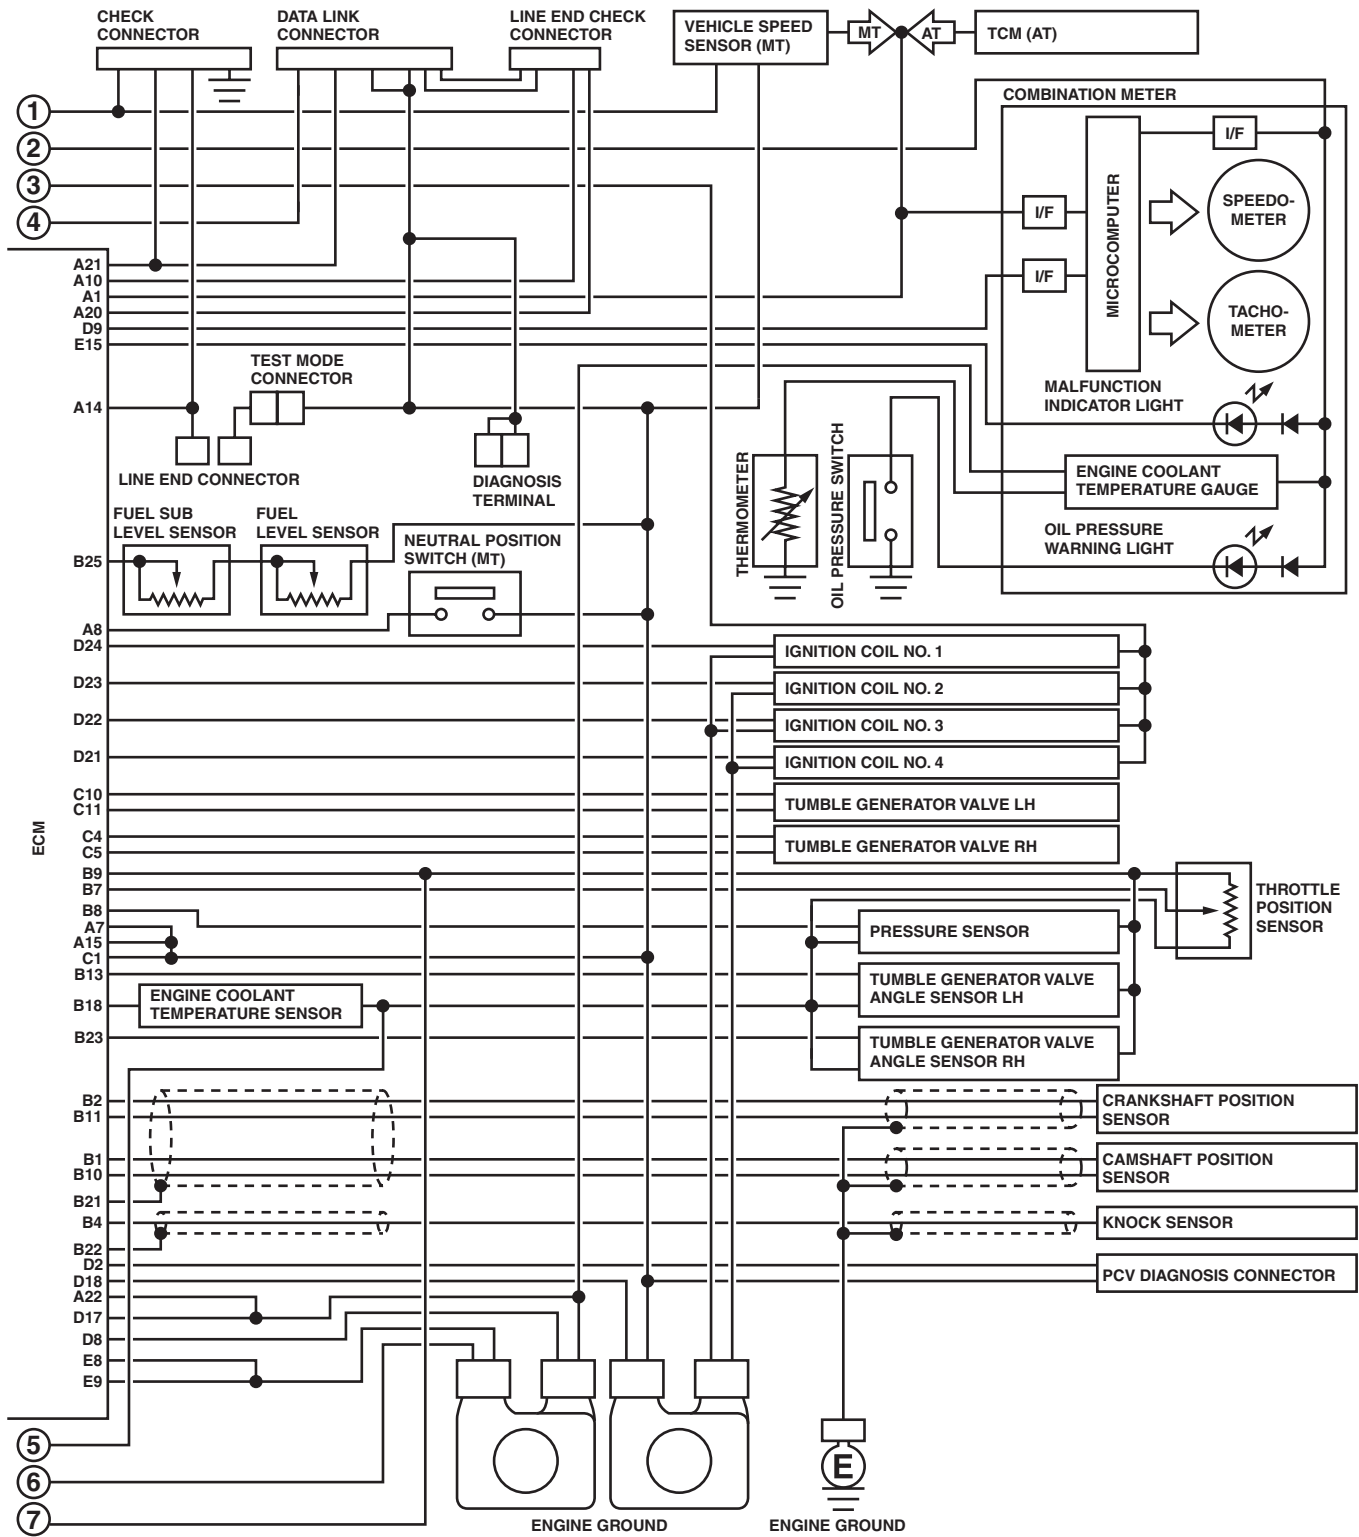 CHECK
CONNECTOR
DATA LINK
CONNECTOR
LINE END CHECK
CONNECTOR
VEHICLE SPEED
SENSOR (MT)
MT
AT
TCM (AT)
1
2
3
4
COMBINATION METER
I/F
I/F
I/F
MICROCOMPUTER
SPEEDO-
METER
TACHO-
METER
A21
A10
A1
A20
D9
E15
A14
TEST MODE
CONNECTOR
LINE END CONNECTOR
DIAGNOSIS
TERMINAL
MALFUNCTION
INDICATOR LIGHT
ENGINE COOLANT
TEMPERATURE GAUGE
OIL PRESSURE
WARNING LIGHT
THERMOMETER
OIL PRESSURE SWITCH
FUEL SUB
LEVEL SENSOR
FUEL
LEVEL SENSOR
NEUTRAL POSITION
SWITCH (MT)
B25
A8
D24
D23
D22
D21
C10
C11
C4
C5
B9
B7
B8
A7
A15
C1
B13
B18
B23
ECM
IGNITION COIL NO. 1
IGNITION COIL NO. 2
IGNITION COIL NO. 3
IGNITION COIL NO. 4
TUMBLE GENERATOR VALVE LH
TUMBLE GENERATOR VALVE RH
THROTTLE
POSITION
SENSOR
PRESSURE SENSOR
TUMBLE GENERATOR VALVE
ANGLE SENSOR LH
TUMBLE GENERATOR VALVE
ANGLE SENSOR RH
ENGINE COOLANT
TEMPERATURE SENSOR
B2
B11
B1
B10
B21
B4
B22
D2
D18
A22
D17
D8
E8
E9
CRANKSHAFT POSITION
SENSOR
CAMSHAFT POSITION
SENSOR
KNOCK SENSOR
PCV DIAGNOSIS CONNECTOR
5
6
7
E
ENGINE GROUND
ENGINE GROUND